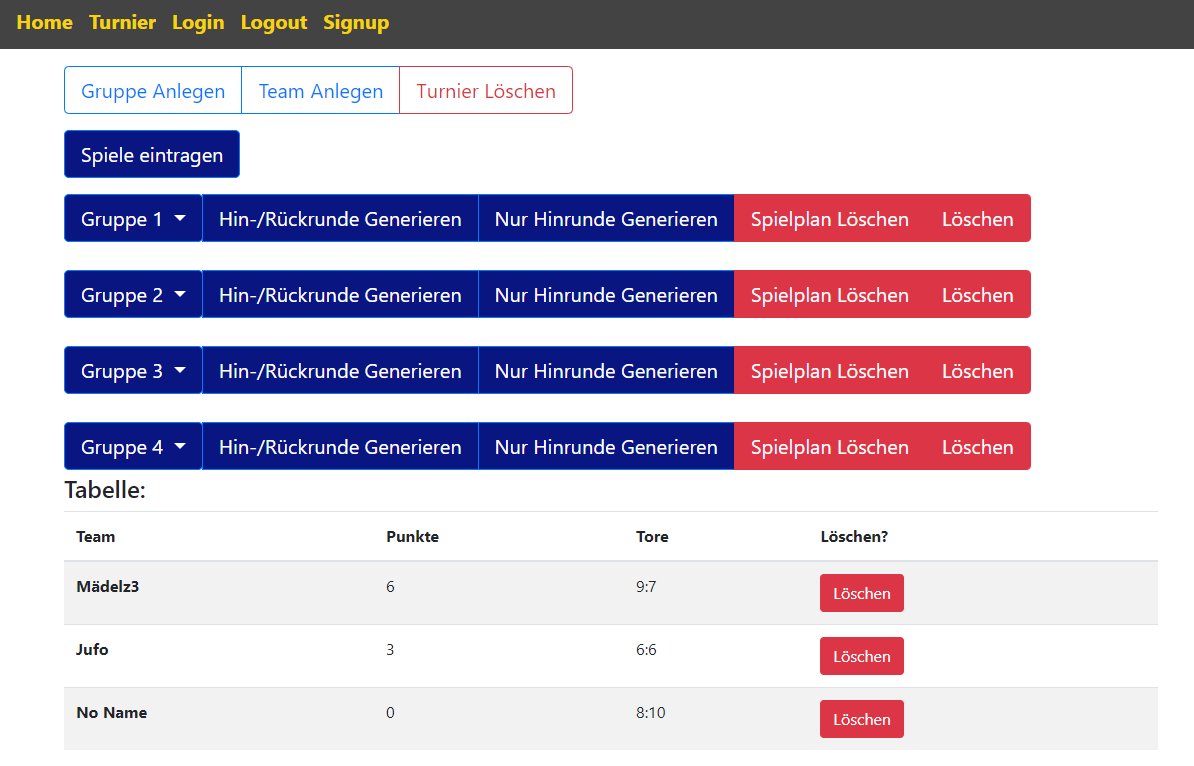 Home Turnier Login Logout Signup
Gruppe Anlegen Team Anlegen Turnier Löschen
Spiele eintragen
Gruppe 1 Hin-/Rückrunde Generieren Nur Hinrunde Generieren Spielplan Löschen Löschen
Gruppe 2 Hin-/Rückrunde Generieren Nur Hinrunde Generieren Spielplan Löschen Löschen
Gruppe 3 Hin-/Rückrunde Generieren Nur Hinrunde Generieren Spielplan Löschen Löschen
Gruppe 4 Hin-/Rückrunde Generieren Nur Hinrunde Generieren Spielplan Löschen Löschen
Tabelle:
Team Punkte Tore Löschen?
Mädelz3 6 9:7 Löschen
Jufo 3 6:6 Löschen
No Name 0 8:10 Löschen